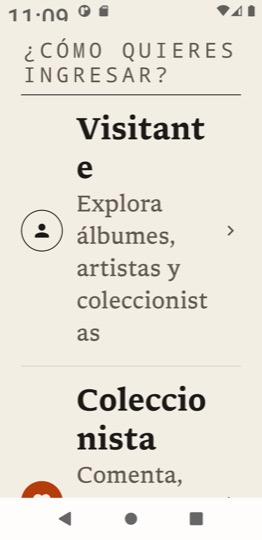 11:09
¿CÓMO QUIERES
INGRESAR?
Visitant
e
Explora
álbumes,
artistas y
coleccionist
as
Coleccio
nista
Comenta,